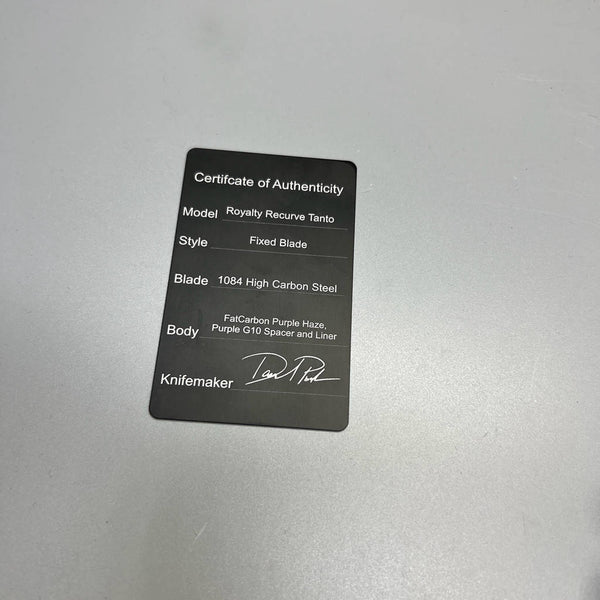 Certifcate of Authenticity
Model Royalty Recurve Tanto
Style Fixed Blade
Blade 1084 High Carbon Steel
Body FatCarbon Purple Haze,
Purple G10 Spacer and Liner
Knifemaker